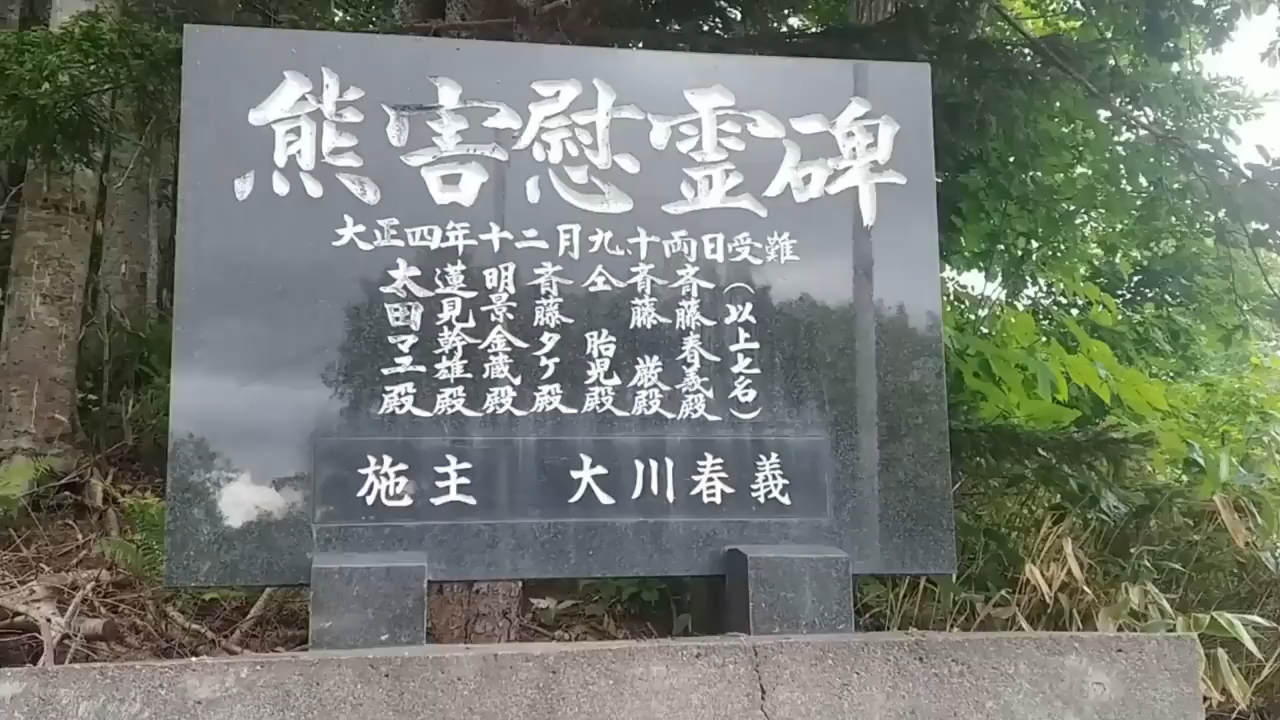 熊害慰霊碑
大正四年十二月九、十両日受難
太田マユ殿
蓮見幹雄殿
明景金蔵殿
斉藤タケ殿
仝 胎児殿
斉藤 巌殿
斉藤春義殿
(以上七名)
施主 大川春義